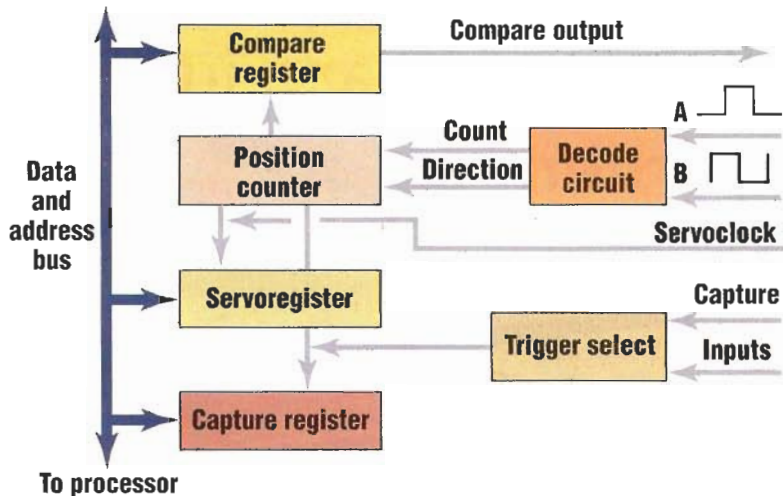 Compare
register
Compare output
A
Count
Position
counter
Direction
Decode
circuit
B
Data
and
address
bus
Servoclock
Servoregister
Capture
Trigger select
Inputs
Capture register
To processor